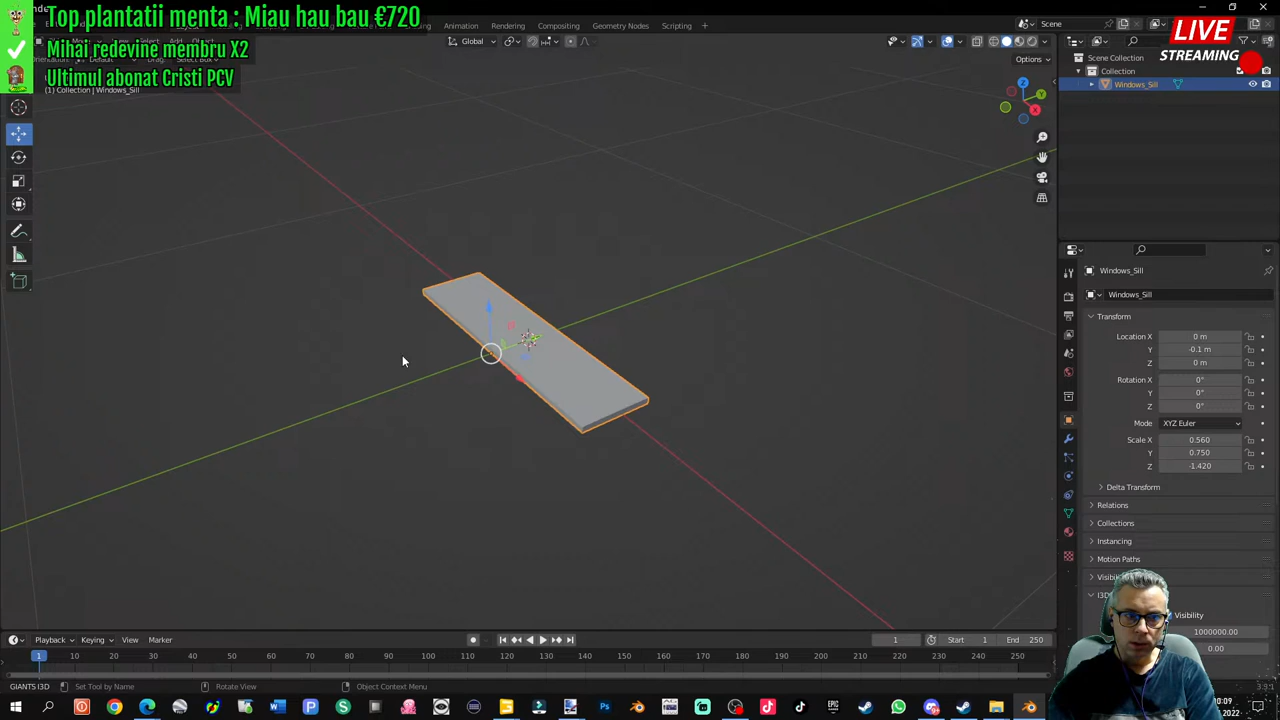 Top plantatii menta : Miau hau bau €720
Mihai redevine membru X2
Ultimul abonat Cristi PCV
LIVE
STREAMING
Animation
Rendering
Compositing
Geometry Nodes
Scripting
Scene
Global
Options
(1) Collection | Windows_Sill
Scene Collection
Collection
Windows_Sill
Z
Y
X
Windows_Sill
Windows_Sill
Transform
Location X 0 m
Y -0.1 m
Z 0 m
Rotation X 0°
Y 0°
Z 0°
Mode XYZ Euler
Scale X 0.560
Y 0.750
Z -1.420
Delta Transform
Relations
Collections
Instancing
Motion Paths
Visibility
1000000.00
0.00
Playback Keying View Marker
1 Start 1 End 250
1 10 20 30 40 50 60 70 80 90 100 110 120 130 140 150 160 170 180 190 200 210 220 230 240 250
GIANTS I3D Set Tool by Name Rotate View Object Context Menu